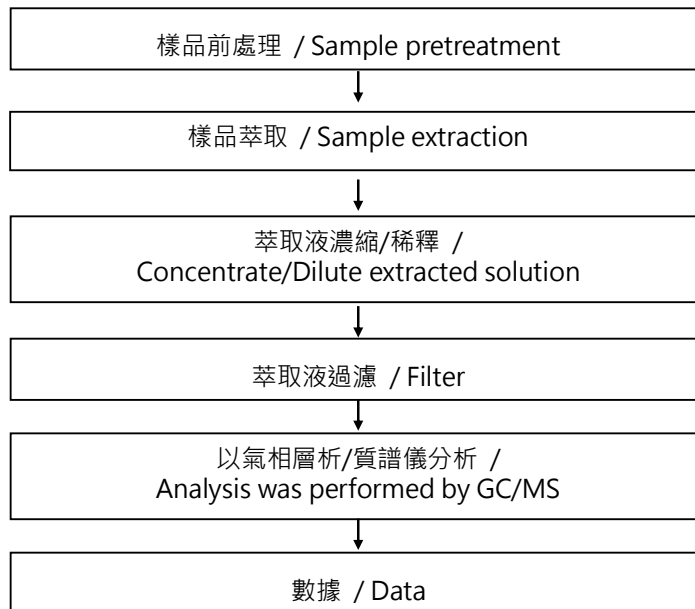 樣品前處理 / Sample pretreatment
樣品萃取 / Sample extraction
萃取液濃縮/稀釋 /
Concentrate/Dilute extracted solution
萃取液過濾 / Filter
以氣相層析/質譜儀分析 /
Analysis was performed by GC/MS
數據 / Data